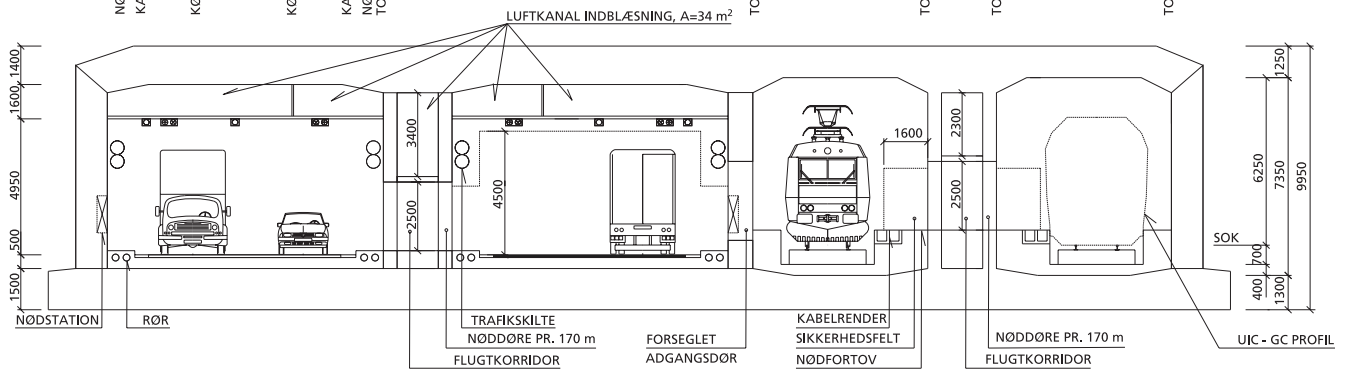 LUFTKANAL INDBLÆSNING, A=34 m²
1400
1600
4950
500
1500
3400
2500
4500
1600
2300
2500
1250
6250
7350
9950
SOK
700
400
1300
NØDSTATION
RØR
TRAFIKSKILTE
NØDDØRE PR. 170 m
FLUGTKORRIDOR
FORSEGLET
ADGANGSDØR
KABELRENDER
SIKKERHEDSFELT
NØDFORTOV
NØDDØRE PR. 170 m
FLUGTKORRIDOR
UIC - GC PROFIL